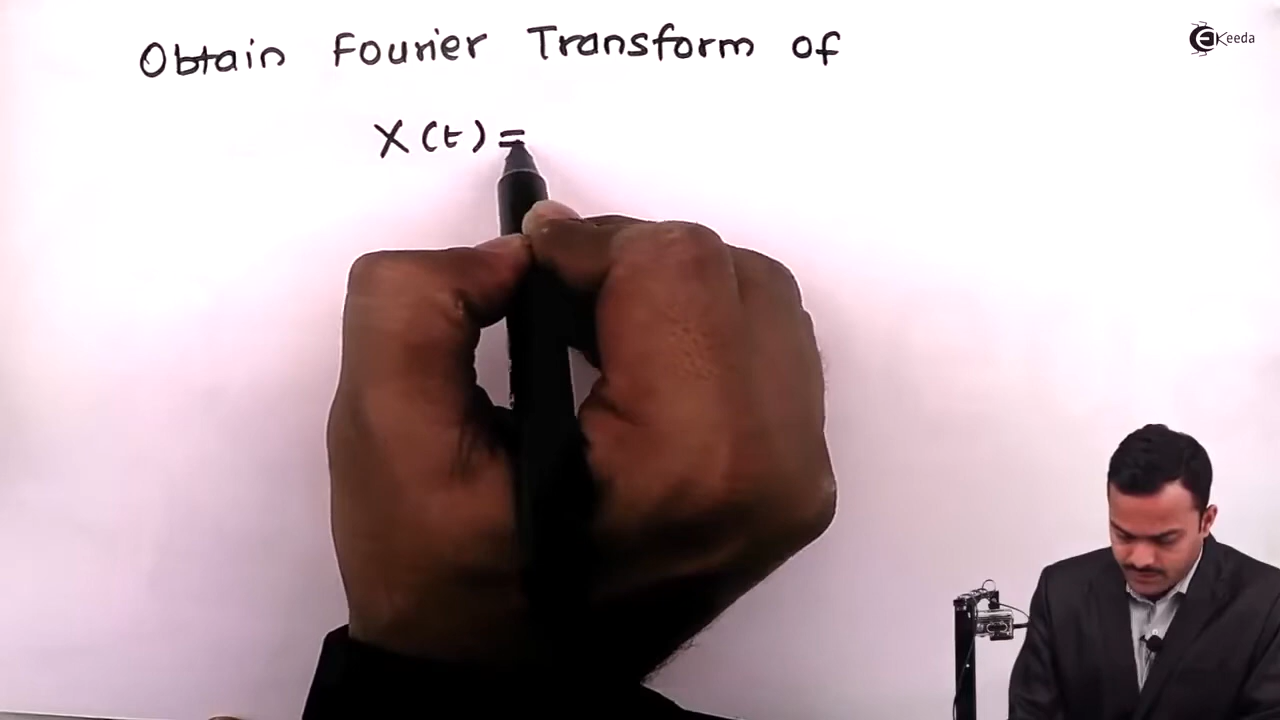 Obtain Fourier Transform of
X(t)=
EKeeda